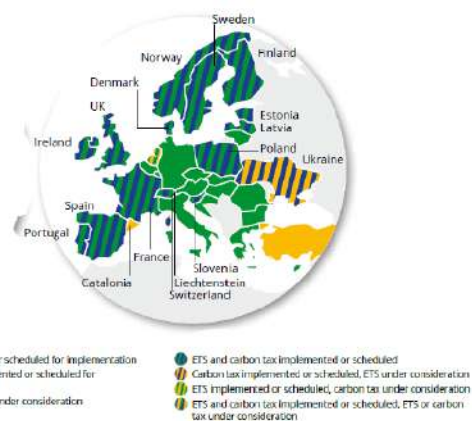 Sweden
Norway
Finland
Denmark
UK
Estonia
Latvia
Ireland
Poland
Ukraine
Spain
Portugal
Slovenia
France
Liechtenstein
Catalonia
Switzerland
r scheduled for implementation
ented or scheduled for
nder consideration
ETS and carbon tax implemented or scheduled
Carbon tax implemented or scheduled, ETS under consideration
ETS implemented or scheduled, carbon tax under consideration
ETS and carbon tax implemented or scheduled, ETS or carbon
tax under consideration